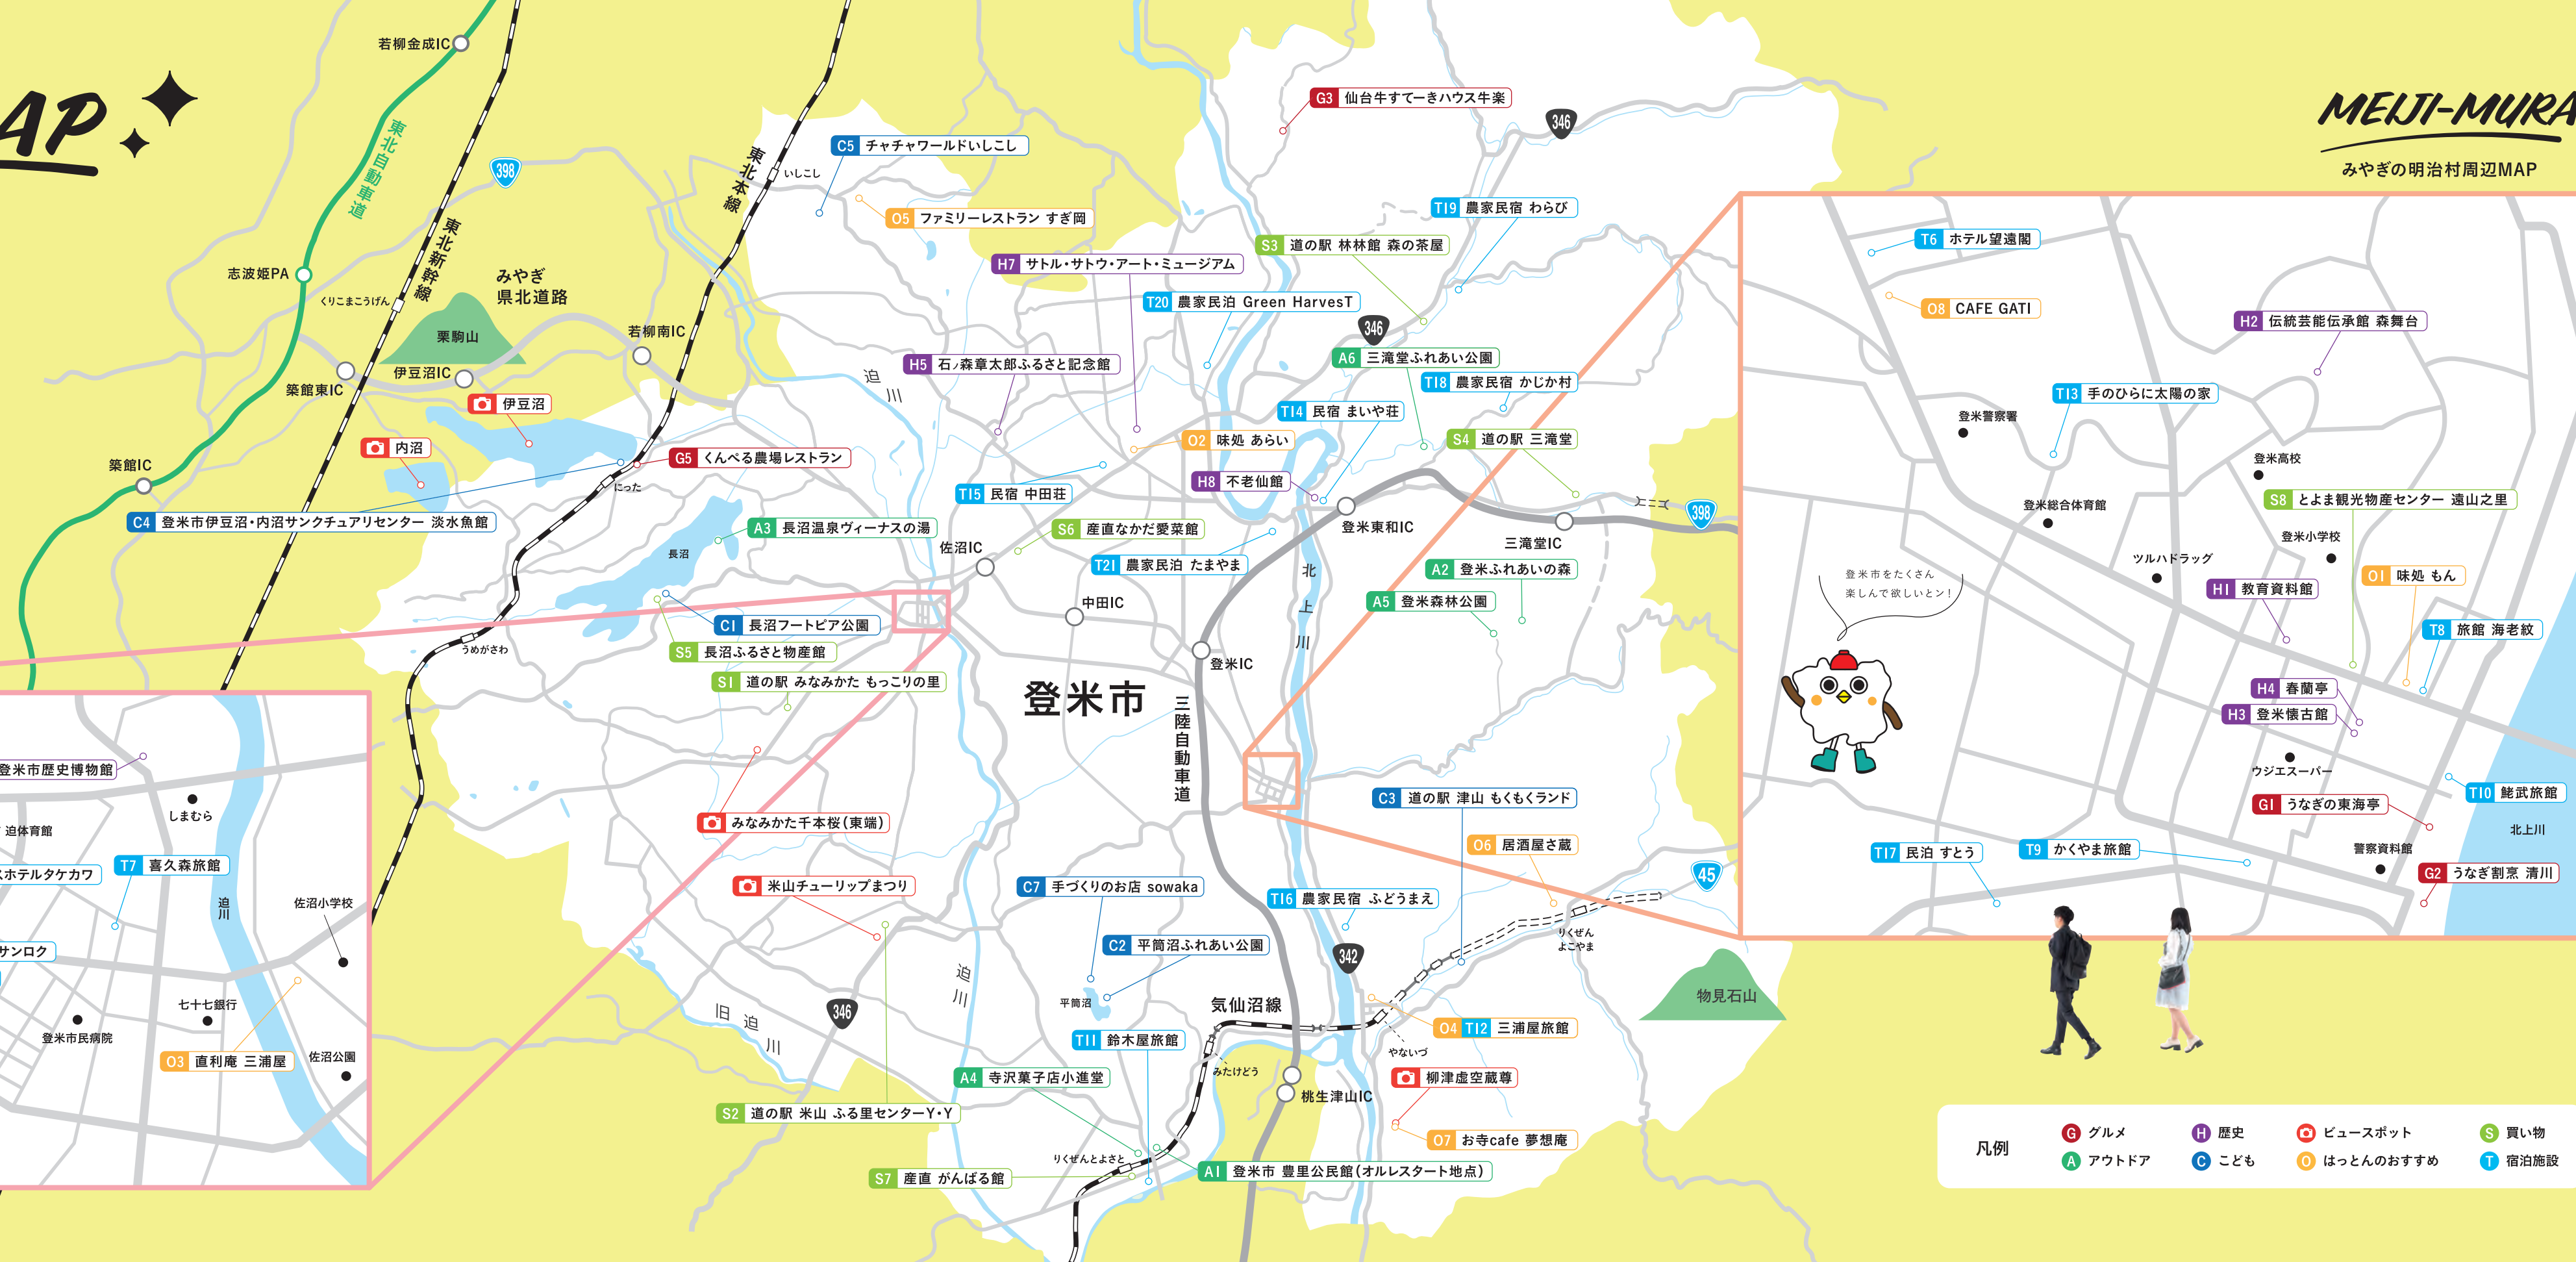 AP
若柳金成IC
東北自動車道
398
東北新幹線
東北本線
いしこし
志波姫PA
くりこまこうげん
みやぎ
県北道路
栗駒山
若柳南IC
築館東IC
伊豆沼IC
伊豆沼
内沼
築館IC
C4 登米市伊豆沼・内沼サンクチュアリセンター 淡水魚館
G5 くんぺる農場レストラン
にった
C5 チャチャワールドいしこし
O5 ファミリーレストラン すぎ岡
G3 仙台牛すてーきハウス牛楽
346
T19 農家民宿 わらび
S3 道の駅 林林館 森の茶屋
H7 サトル・サトウ・アート・ミュージアム
T20 農家民泊 Green HarvesT
346
H5 石ノ森章太郎ふるさと記念館
迫川
A6 三滝堂ふれあい公園
T18 農家民宿 かじか村
T14 民宿 まいや荘
O2 味処 あらい
S4 道の駅 三滝堂
H8 不老仙館
T15 民宿 中田荘
登米東和IC
三滝堂IC
398
A3 長沼温泉ヴィーナスの湯
長沼
佐沼IC
S6 産直なかだ愛菜館
T21 農家民泊 たまやま
北上川
A2 登米ふれあいの森
A5 登米森林公園
中田IC
C1 長沼フートピア公園
S5 長沼ふるさと物産館
うめがさわ
S1 道の駅 みなみかた もっこりの里
登米IC
登米市
三陸自動車道
みなみかた千本桜(東端)
C3 道の駅 津山 もくもくランド
O6 居酒屋さ蔵
45
米山チューリップまつり
C7 手づくりのお店 sowaka
T16 農家民宿 ふどうまえ
りくぜん
よこやま
C2 平筒沼ふれあい公園
342
迫川
平筒沼
気仙沼線
物見石山
旧迫川
346
T11 鈴木屋旅館
O4 T12 三浦屋旅館
やないづ
みたけどう
A4 寺沢菓子店小進堂
柳津虚空蔵尊
桃生津山IC
S2 道の駅 米山 ふる里センターY・Y
O7 お寺cafe 夢想庵
りくぜんとよさと
S7 産直 がんばる館
A1 登米市 豊里公民館(オルレスタート地点)
登米市歴史博物館
しまむら
迫体育館
スホテルタケカワ
T7 喜久森旅館
迫川
佐沼小学校
サンロク
七十七銀行
登米市民病院
O3 直利庵 三浦屋
佐沼公園
MEIJI-MURA
みやぎの明治村周辺MAP
T6 ホテル望遠閣
O8 CAFE GATI
H2 伝統芸能伝承館 森舞台
T13 手のひらに太陽の家
登米警察署
登米高校
登米総合体育館
S8 とよま観光物産センター 遠山之里
登米小学校
ツルハドラッグ
O1 味処 もん
H1 教育資料館
登米市をたくさん
楽しんで欲しいとン!
T8 旅館 海老紋
H4 春蘭亭
H3 登米懐古館
ウジエスーパー
T10 鮱武旅館
G1 うなぎの東海亭
北上川
T17 民泊 すとう
T9 かくやま旅館
警察資料館
G2 うなぎ割烹 清川
凡例
G グルメ
H 歴史
ビュースポット
S 買い物
A アウトドア
C こども
O はっとんのおすすめ
T 宿泊施設